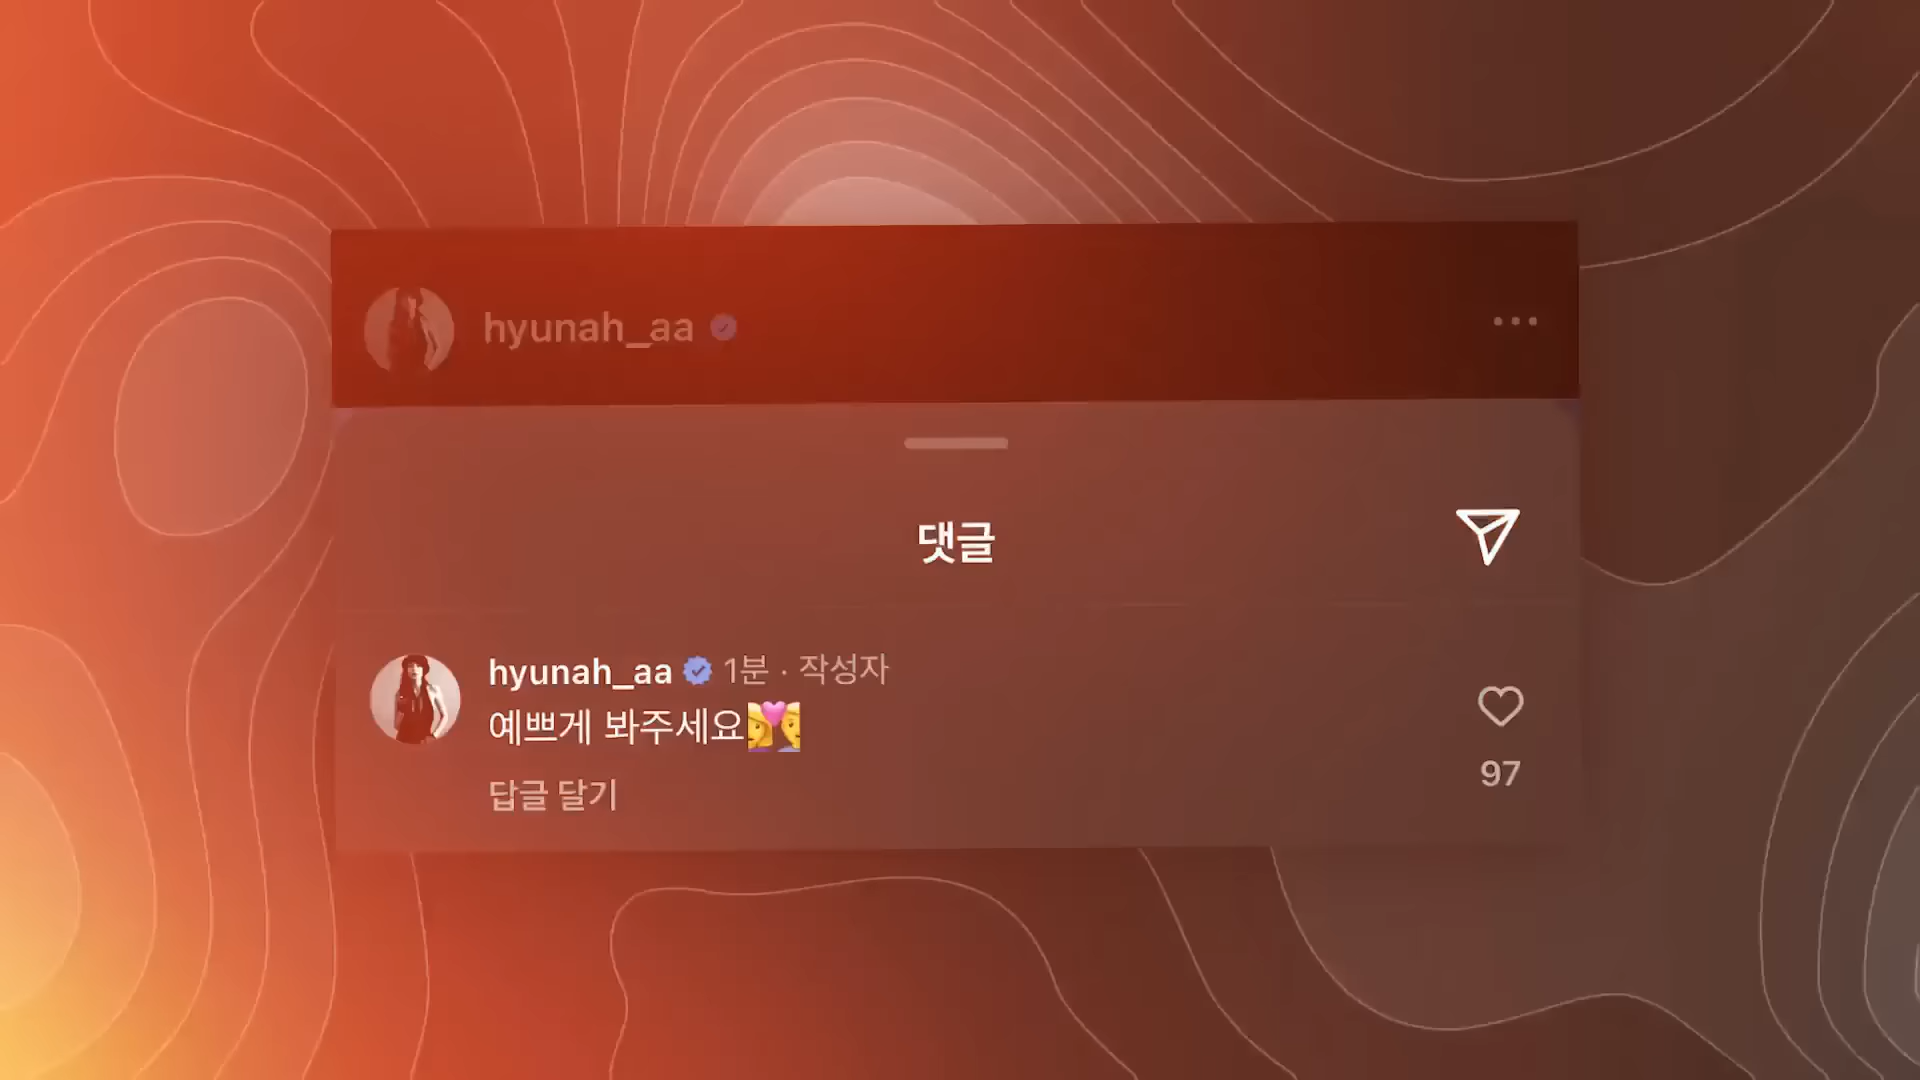 hyunah_aa
댓글
hyunah_aa 1분 · 작성자
예쁘게 봐주세요💏
97
답글 달기